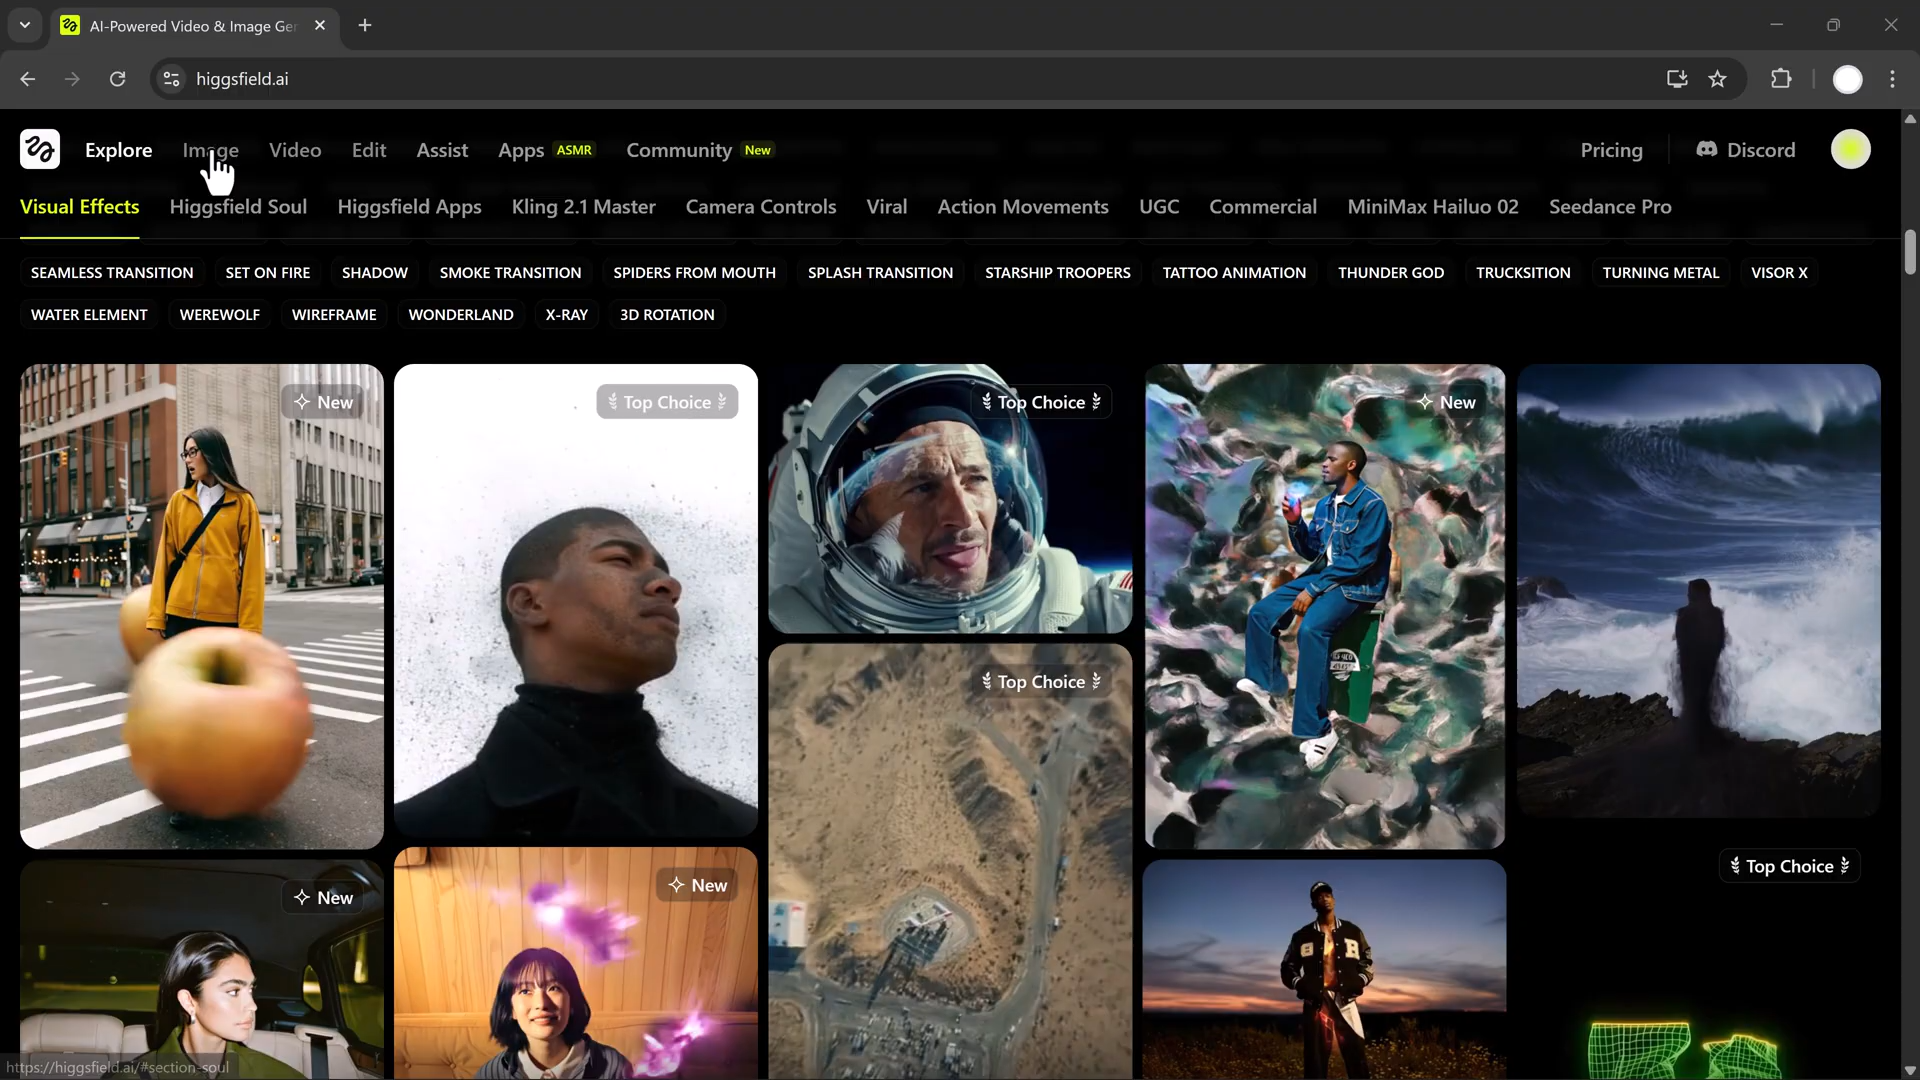 AI-Powered Video & Image Ger
higgsfield.ai
Explore Image Video Edit Assist Apps ASMR Community New Pricing Discord
Visual Effects Higgsfield Soul Higgsfield Apps Kling 2.1 Master Camera Controls Viral Action Movements UGC Commercial MiniMax Hailuo 02 Seedance Pro
SEAMLESS TRANSITION SET ON FIRE SHADOW SMOKE TRANSITION SPIDERS FROM MOUTH SPLASH TRANSITION STARSHIP TROOPERS TATTOO ANIMATION THUNDER GOD TRUCKSITION TURNING METAL VISOR X
WATER ELEMENT WEREWOLF WIREFRAME WONDERLAND X-RAY 3D ROTATION
New Top Choice Top Choice New
Top Choice
Top Choice
New New
https://higgsfield.ai/#section-soul